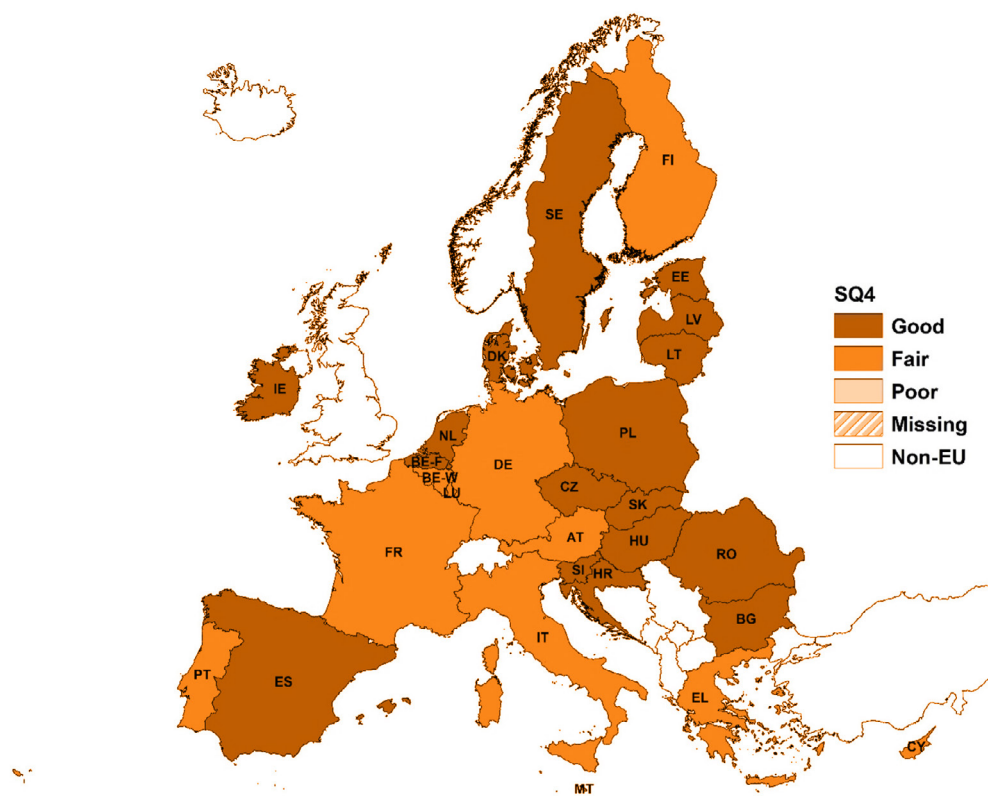 FI
SE
EE
SQ4
LV
Good
LT
DK
Fair
IE
Poor
NL
PL
Missing
BE-F
DE
Non-EU
BE-W
CZ
LU
SK
AT
HU
FR
RO
SI
HR
BG
IT
PT
ES
EL
CY
MT